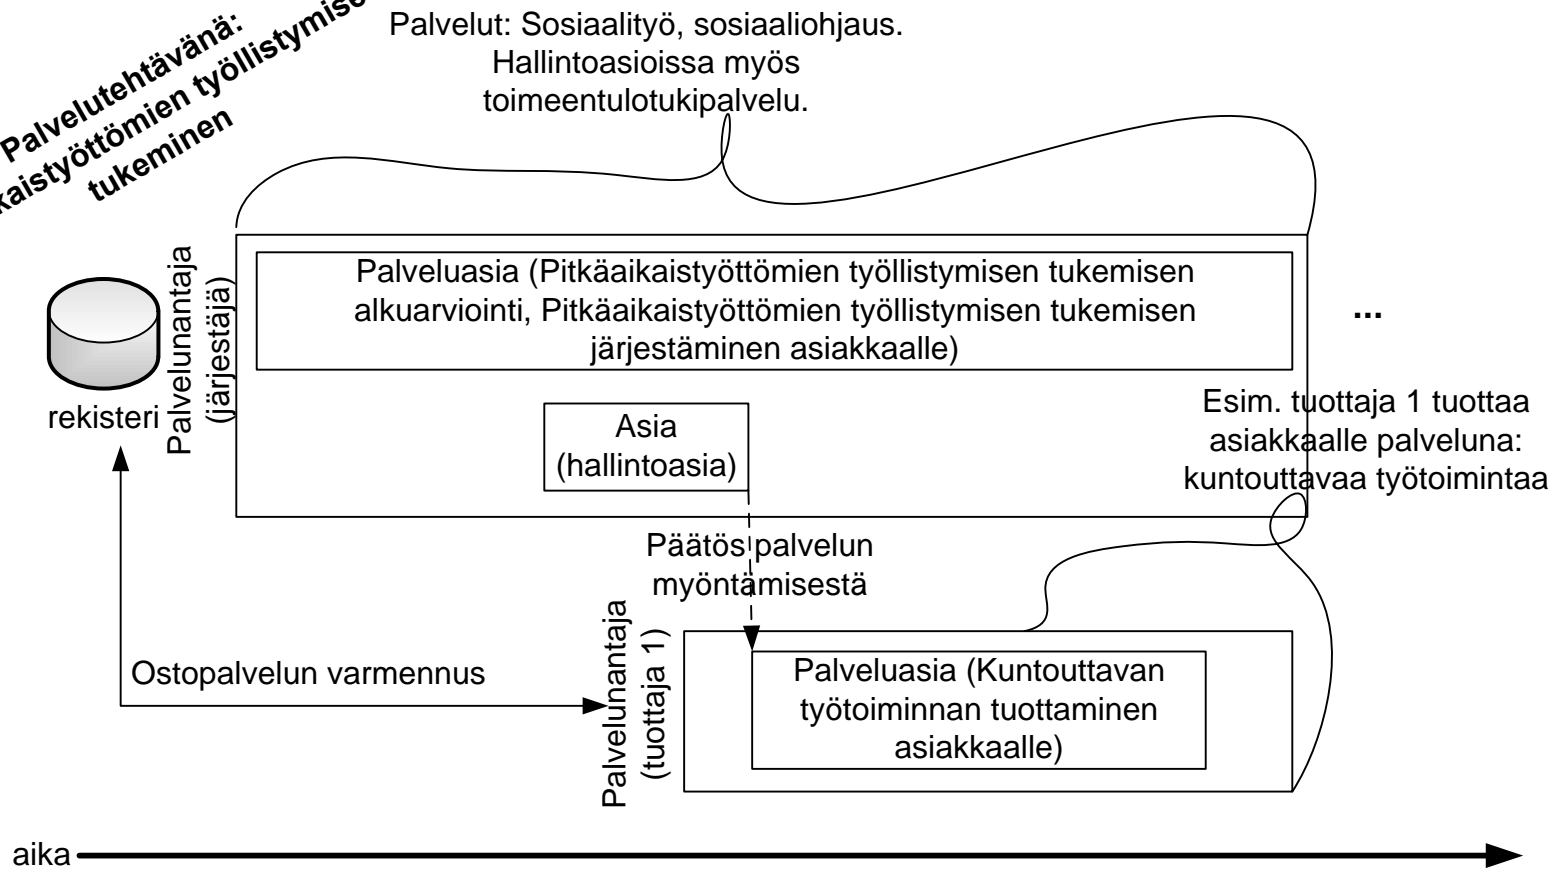 Palvelutehtävänä:
kaistyöttömien työllistymise
tukeminen
Palvelut: Sosiaalityö, sosiaaliohjaus.
Hallintoasioissa myös
toimeentulotukipalvelu.
rekisteri
Palvelunantaja
(järjestäjä)
Palveluasia (Pitkäaikaistyöttömien työllistymisen tukemisen
alkuarviointi, Pitkäaikaistyöttömien työllistymisen tukemisen
järjestäminen asiakkaalle)
...
Asia
(hallintoasia)
Esim. tuottaja 1 tuottaa
asiakkaalle palveluna:
kuntouttavaa työtoimintaa
Päätös palvelun
myöntämisestä
Ostopalvelun varmennus
Palvelunantaja
(tuottaja 1)
Palveluasia (Kuntouttavan
työtoiminnan tuottaminen
asiakkaalle)
aika